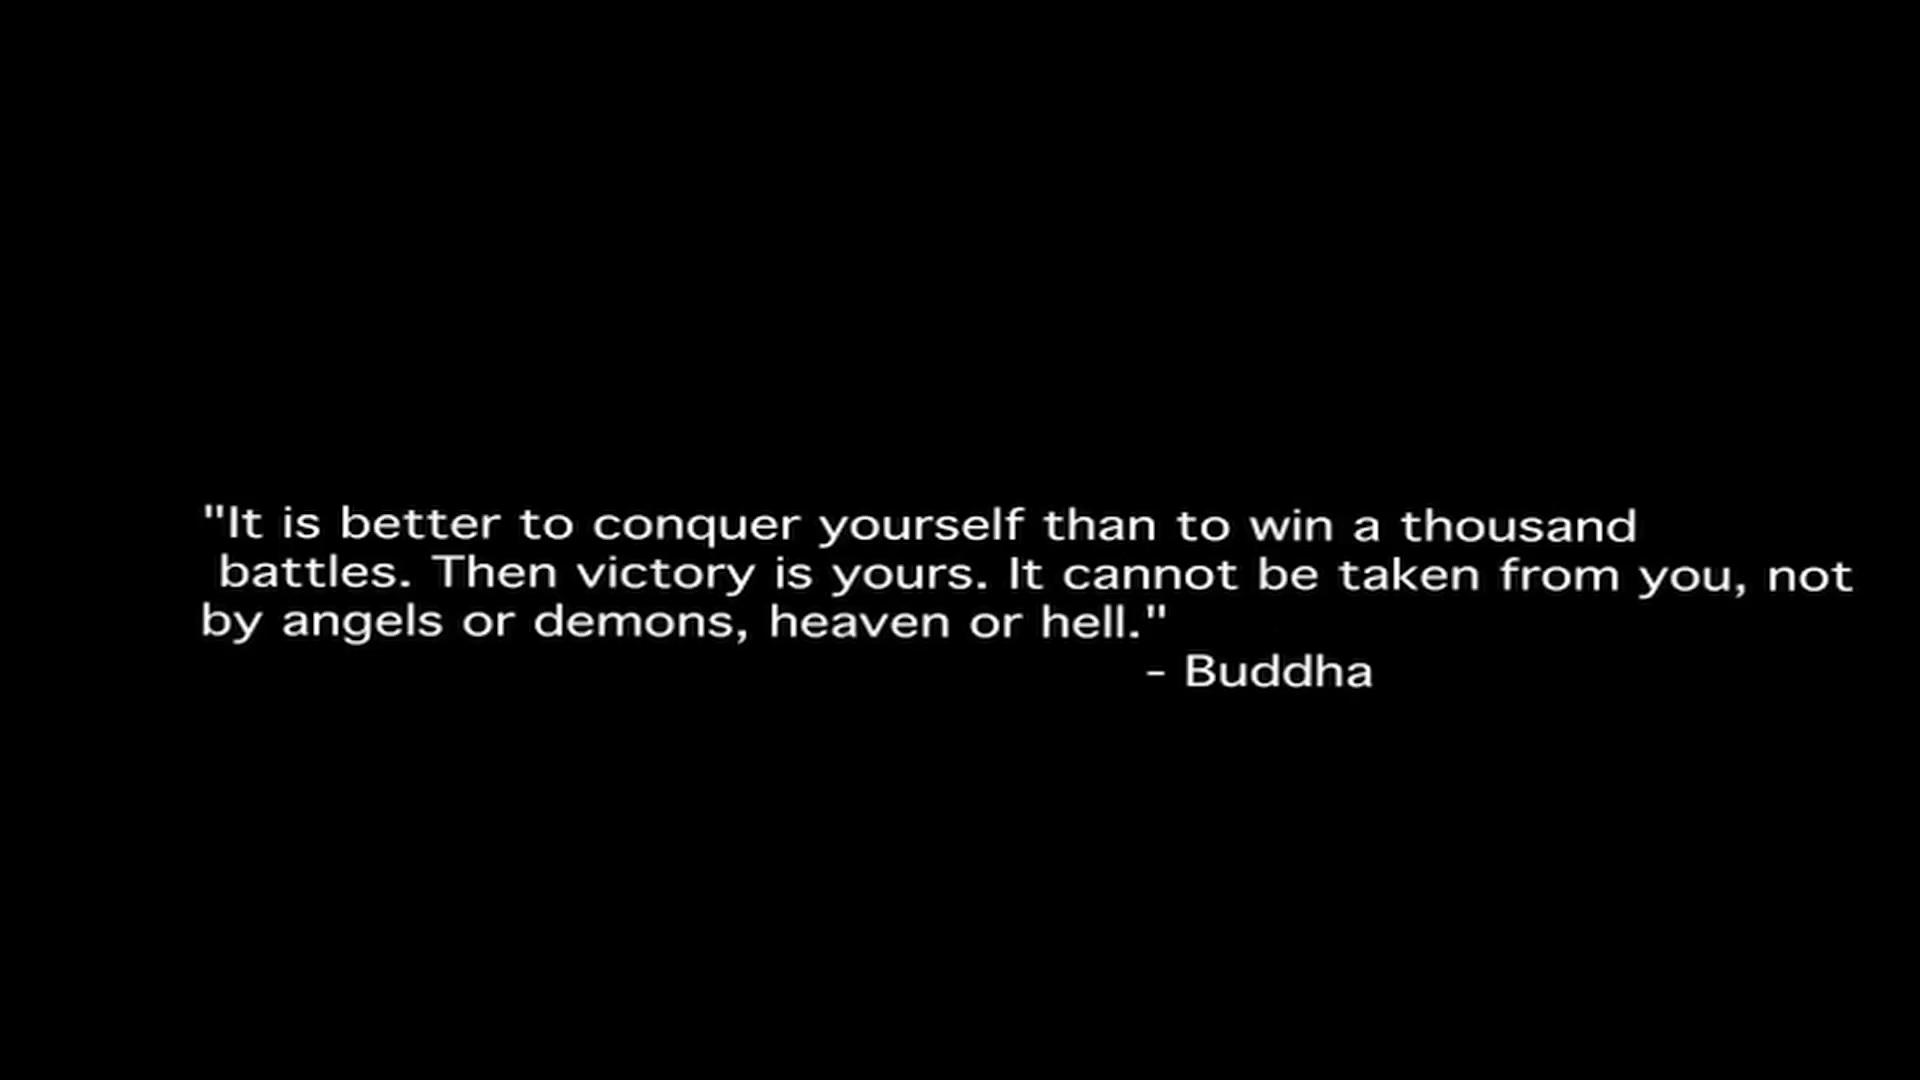 "It is better to conquer yourself than to win a thousand
battles. Then victory is yours. It cannot be taken from you, not
by angels or demons, heaven or hell."
- Buddha